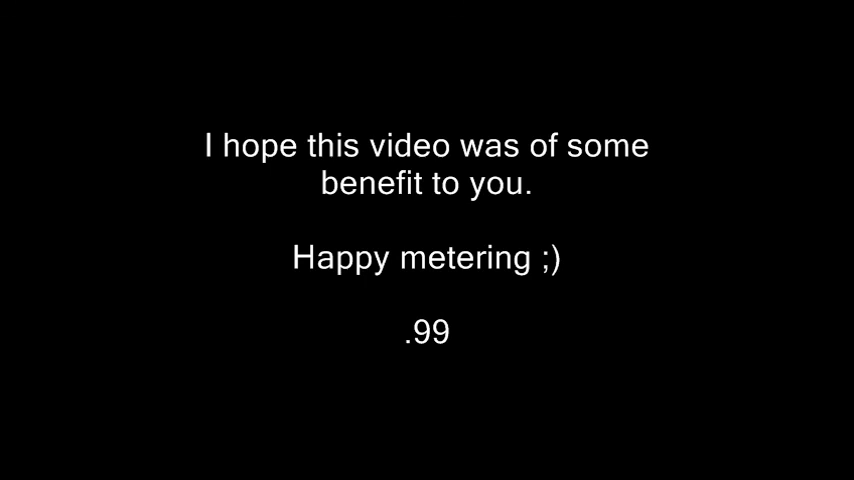 I hope this video was of some
benefit to you.
Happy metering ;)
.99